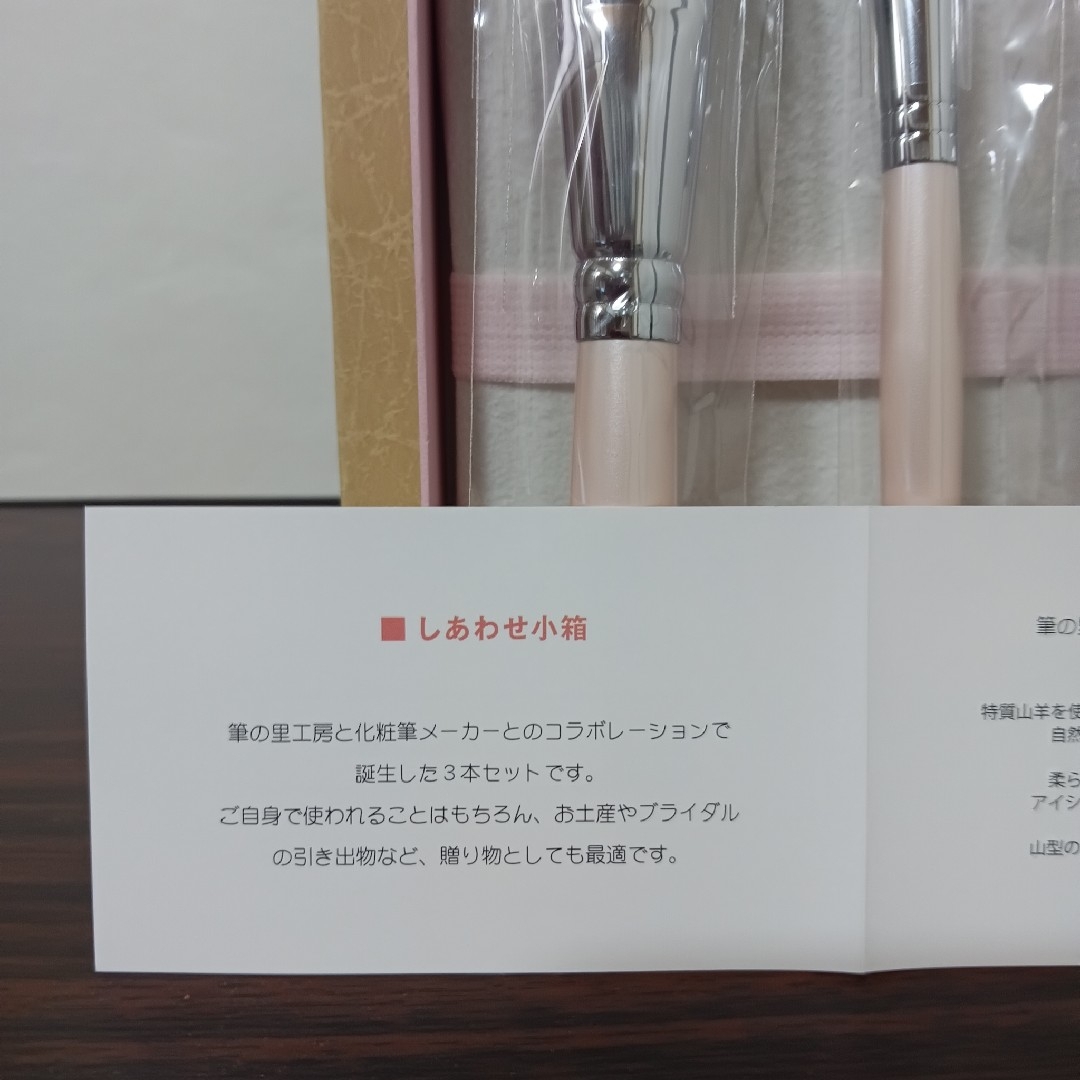 ■ しあわせ小箱
筆の里工房と化粧筆メーカーとのコラボレーションで
誕生した3本セットです。
ご自身で使われることはもちろん、お土産やブライダル
の引き出物など、贈り物としても最適です。
筆の
特質山羊を使
自然
柔ら
アイシ
山型の